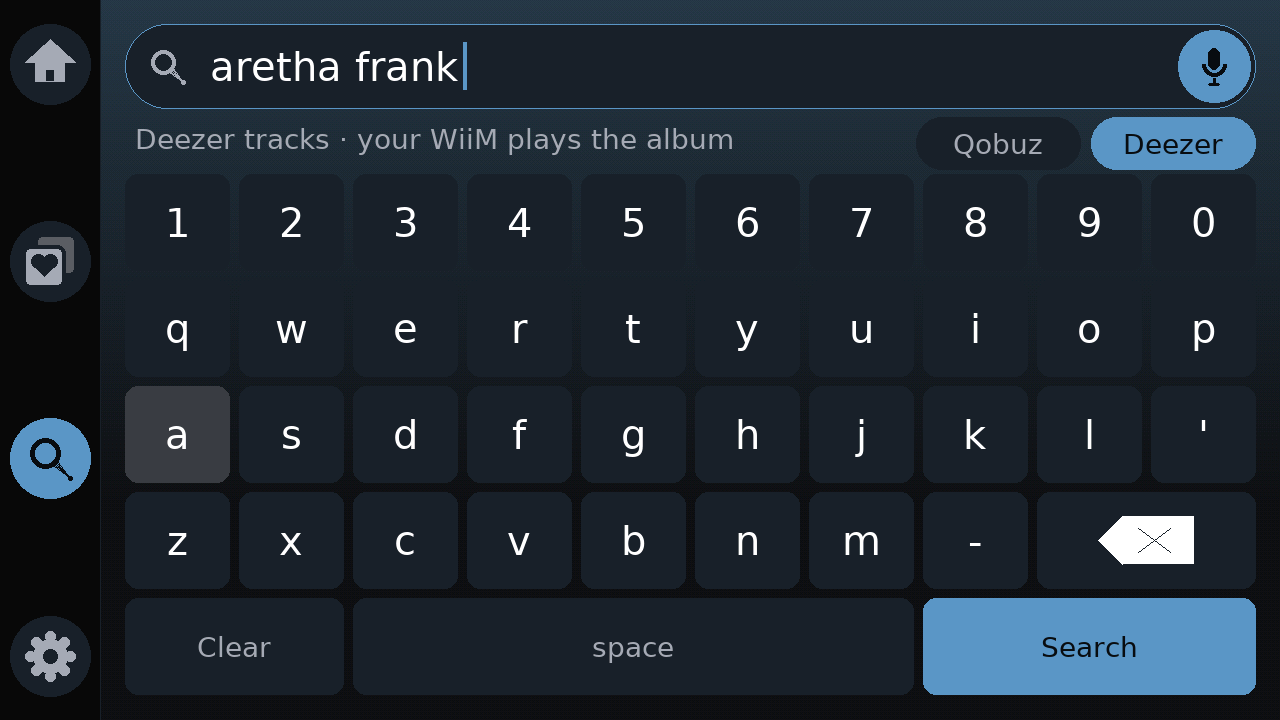 aretha frank
Deezer tracks · your WiiM plays the album
Qobuz Deezer
1 2 3 4 5 6 7 8 9 0
q w e r t y u i o p
a s d f g h j k l '
z x c v b n m -
Clear space Search